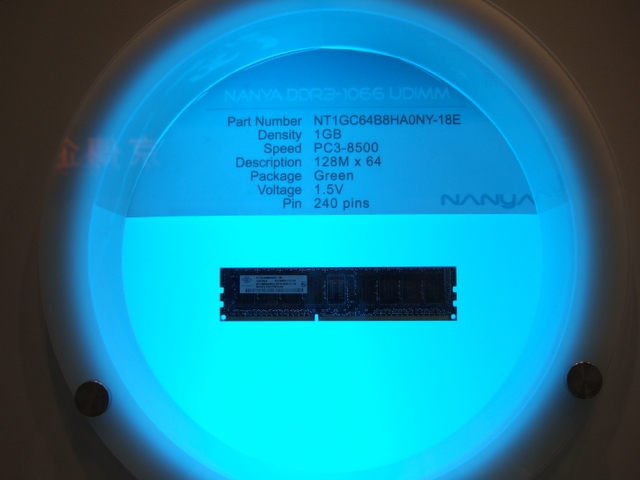 NANYA DDR3-1066 UDIMM
Part Number NT1GC64B8HA0NY-18E
Density 1GB
Speed PC3-8500
Description 128M x 64
Package Green
Voltage 1.5V
Pin 240 pins
NANYA